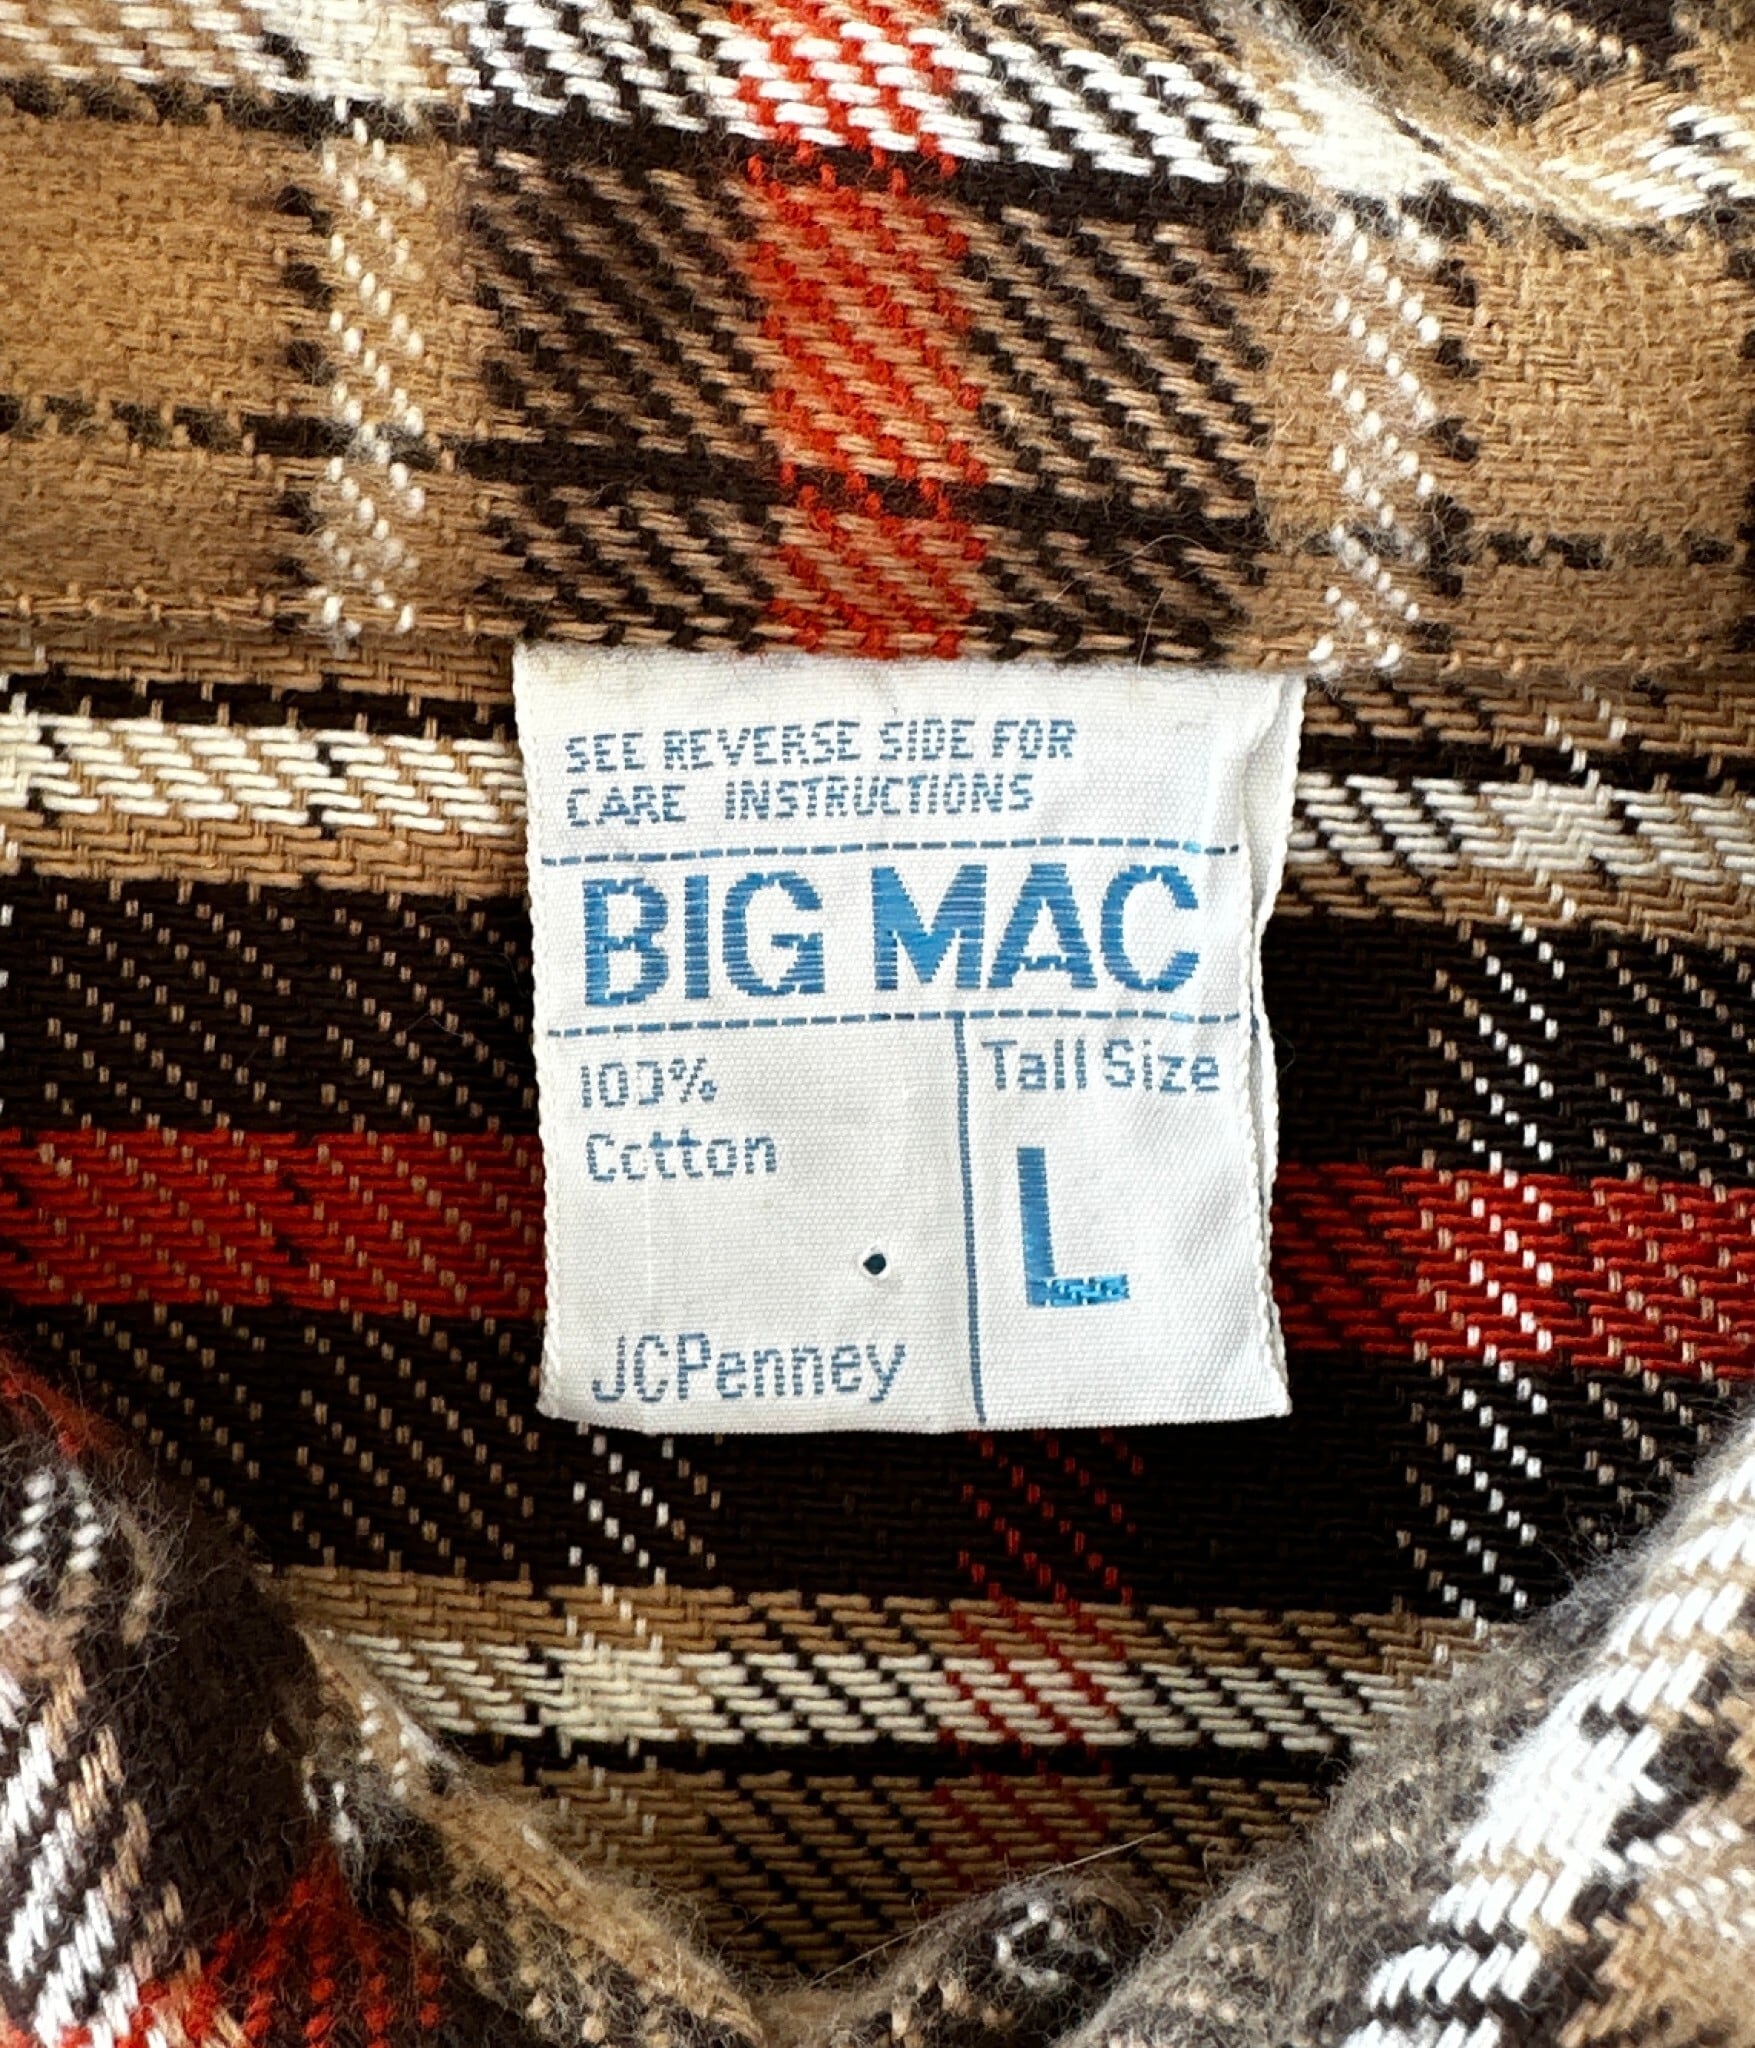 SEE REVERSE SIDE FOR
CARE INSTRUCTIONS
BIG MAC
100%
Cotton
Tall Size
L
JCPenney